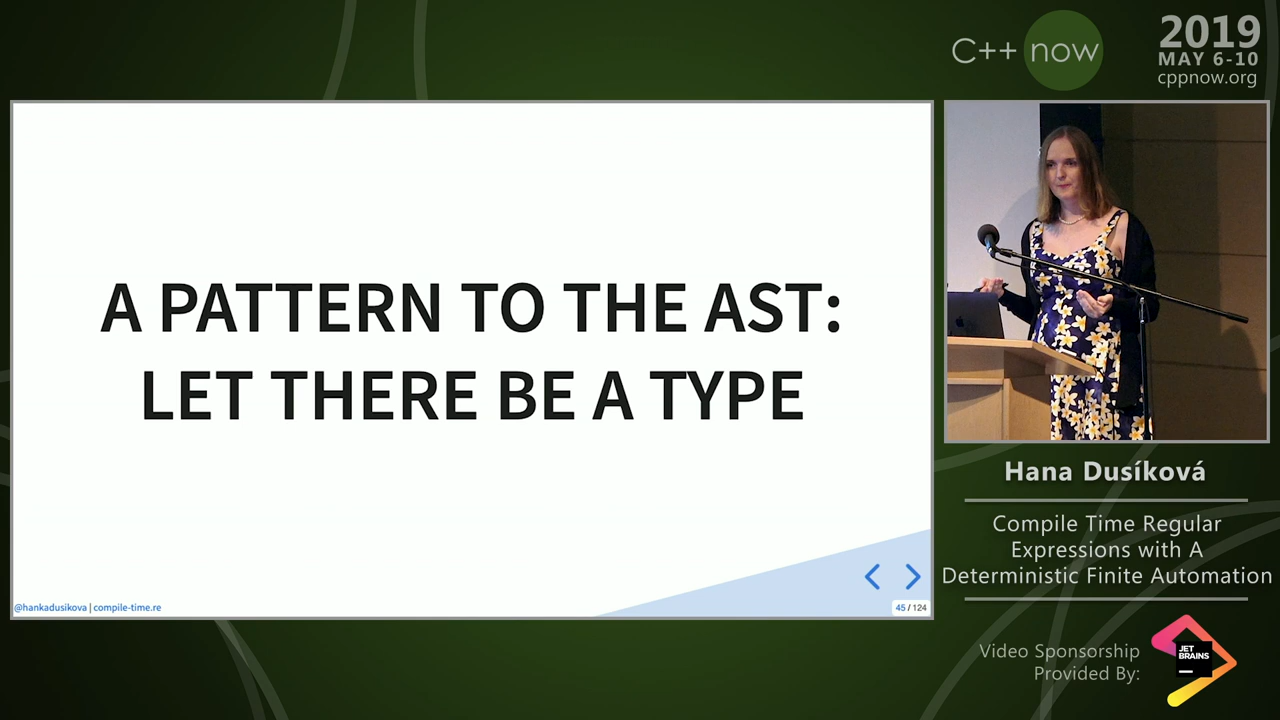 C++ now
2019
MAY 6-10
cppnow.org
A PATTERN TO THE AST:
LET THERE BE A TYPE
@hankadusikova | compile-time.re
45 / 124
Hana Dusíková
Compile Time Regular
Expressions with A
Deterministic Finite Automation
Video Sponsorship
Provided By:
JET
BRAINS